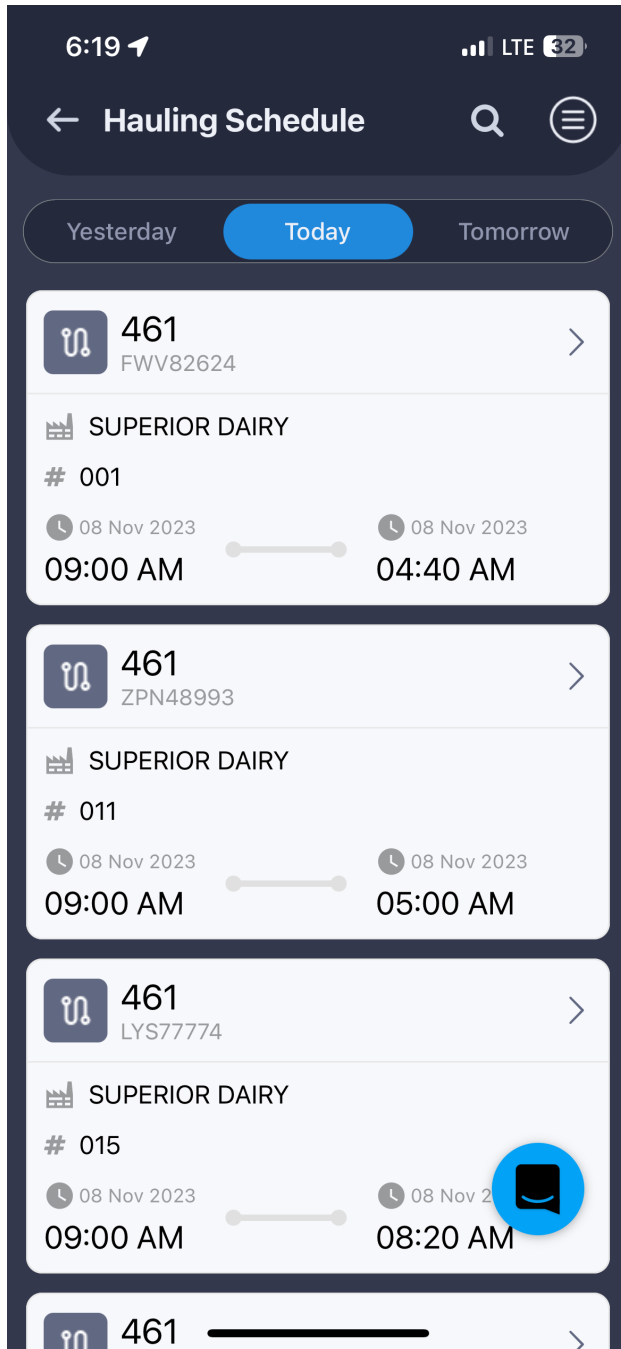 6:19 LTE 32
Hauling Schedule
Yesterday Today Tomorrow
461
FWV82624
SUPERIOR DAIRY
# 001
08 Nov 2023 08 Nov 2023
09:00 AM 04:40 AM
461
ZPN48993
SUPERIOR DAIRY
# 011
08 Nov 2023 08 Nov 2023
09:00 AM 05:00 AM
461
LYS77774
SUPERIOR DAIRY
# 015
08 Nov 2023 08 Nov 2
09:00 AM 08:20 AM
461